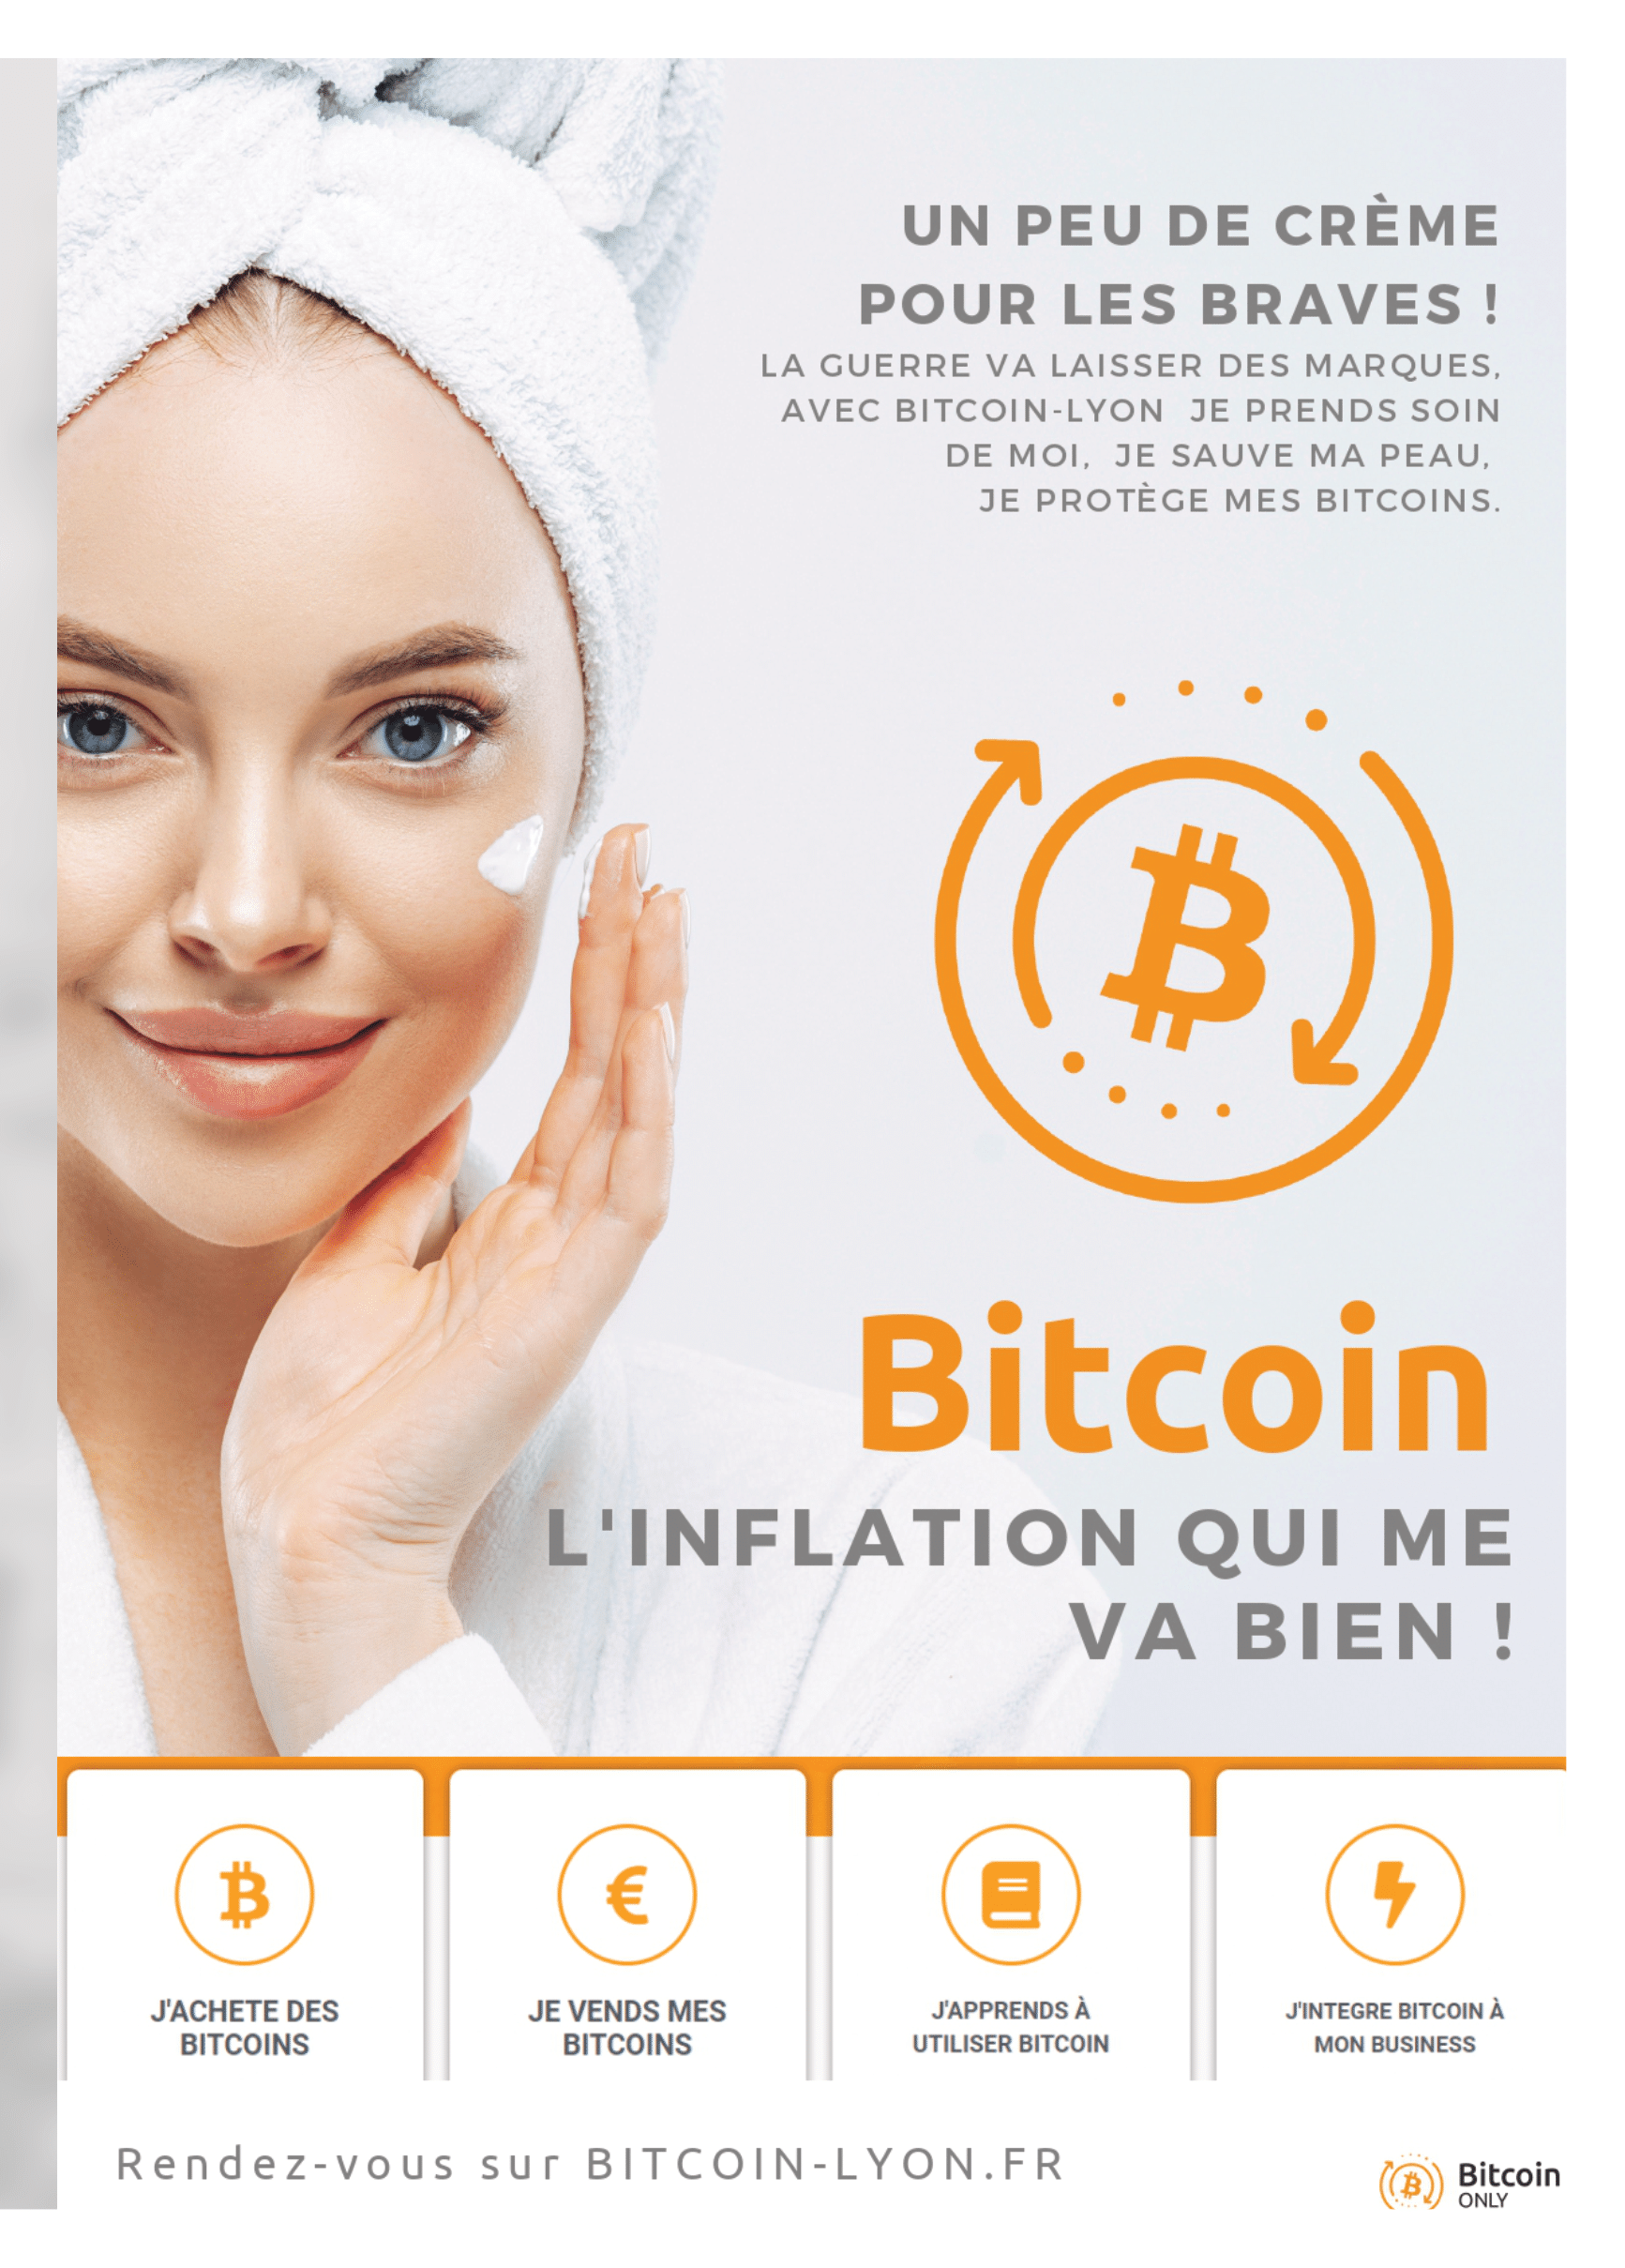 UN PEU DE CRÈME
POUR LES BRAVES !
LA GUERRE VA LAISSER DES MARQUES,
AVEC BITCOIN-LYON JE PRENDS SOIN
DE MOI, JE SAUVE MA PEAU,
JE PROTÈGE MES BITCOINS.
Bitcoin
L'INFLATION QUI ME
VA BIEN !
J'ACHETE DES
BITCOINS
JE VENDS MES
BITCOINS
J'APPRENDS À
UTILISER BITCOIN
J'INTEGRE BITCOIN À
MON BUSINESS
Rendez-vous sur BITCOIN-LYON.FR
Bitcoin
ONLY